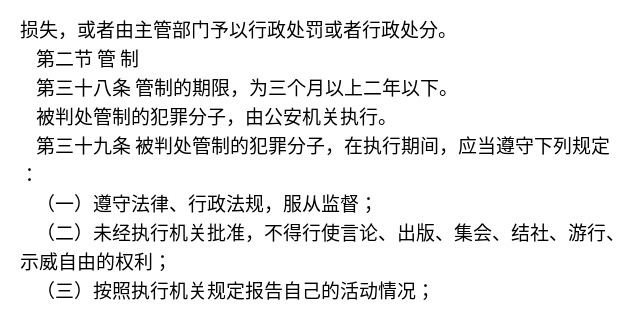 损失，或者由主管部门予以行政处罚或者行政处分。
第二节 管 制
第三十八条 管制的期限，为三个月以上二年以下。
被判处管制的犯罪分子，由公安机关执行。
第三十九条 被判处管制的犯罪分子，在执行期间，应当遵守下列规定
：
（一）遵守法律、行政法规，服从监督；
（二）未经执行机关批准，不得行使言论、出版、集会、结社、游行、
示威自由的权利；
（三）按照执行机关规定报告自己的活动情况；